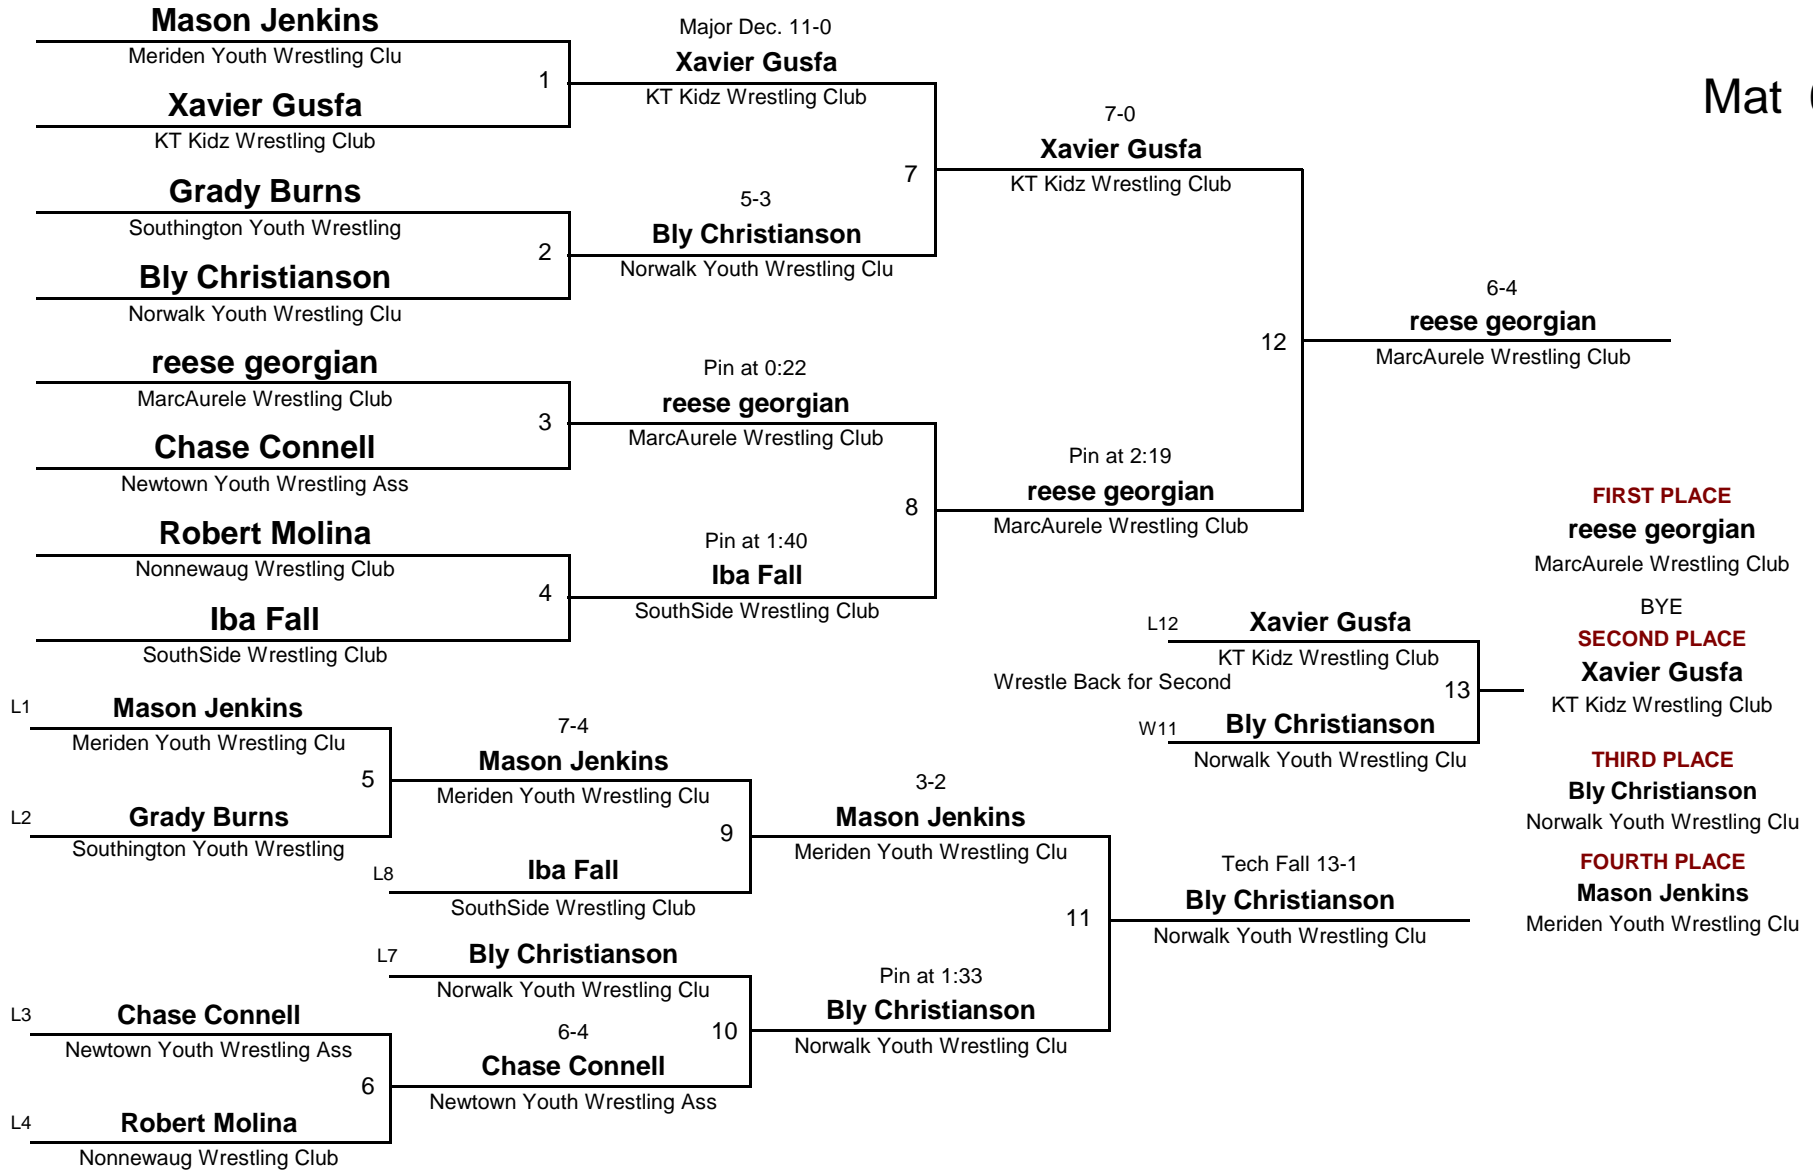 Mason Jenkins
Meriden Youth Wrestling Clu
1
Xavier Gusfa
KT Kidz Wrestling Club
Grady Burns
Southington Youth Wrestling
2
Bly Christianson
Norwalk Youth Wrestling Clu
reese georgian
MarcAurele Wrestling Club
3
Chase Connell
Newtown Youth Wrestling Ass
Robert Molina
Nonnewaug Wrestling Club
4
Iba Fall
SouthSide Wrestling Club
Major Dec. 11-0
Xavier Gusfa
KT Kidz Wrestling Club
7
5-3
Bly Christianson
Norwalk Youth Wrestling Clu
Pin at 0:22
reese georgian
MarcAurele Wrestling Club
8
Pin at 1:40
Iba Fall
SouthSide Wrestling Club
7-0
Xavier Gusfa
KT Kidz Wrestling Club
12
Pin at 2:19
reese georgian
MarcAurele Wrestling Club
Mat
6-4
reese georgian
MarcAurele Wrestling Club
L12
Xavier Gusfa
KT Kidz Wrestling Club
Wrestle Back for Second
13
W11
Bly Christianson
Norwalk Youth Wrestling Clu
FIRST PLACE
reese georgian
MarcAurele Wrestling Club
BYE
SECOND PLACE
Xavier Gusfa
KT Kidz Wrestling Club
THIRD PLACE
Bly Christianson
Norwalk Youth Wrestling Clu
FOURTH PLACE
Mason Jenkins
Meriden Youth Wrestling Clu
L1
Mason Jenkins
Meriden Youth Wrestling Clu
5
L2
Grady Burns
Southington Youth Wrestling
L3
Chase Connell
Newtown Youth Wrestling Ass
6
L4
Robert Molina
Nonnewaug Wrestling Club
7-4
Mason Jenkins
Meriden Youth Wrestling Clu
9
L8
Iba Fall
SouthSide Wrestling Club
L7
Bly Christianson
Norwalk Youth Wrestling Clu
10
6-4
Chase Connell
Newtown Youth Wrestling Ass
3-2
Mason Jenkins
Meriden Youth Wrestling Clu
11
Pin at 1:33
Bly Christianson
Norwalk Youth Wrestling Clu
Tech Fall 13-1
Bly Christianson
Norwalk Youth Wrestling Clu